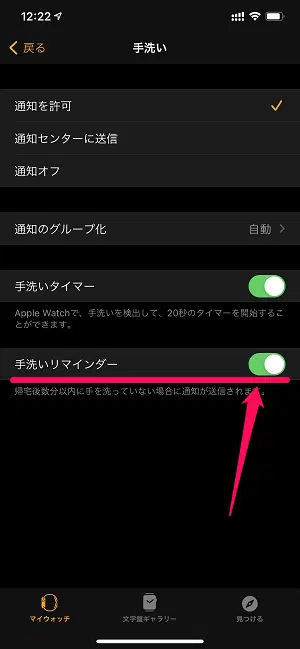 12:22
戻る
手洗い
通知を許可
通知センターに送信
通知オフ
通知のグループ化 自動
手洗いタイマー
Apple Watchで、手洗いを検出して、20秒のタイマーを開始するこ
とができます。
手洗いリマインダー
帰宅後数分以内に手を洗っていない場合に通知が送信されます。
マイウォッチ 文字盤ギャラリー 見つける